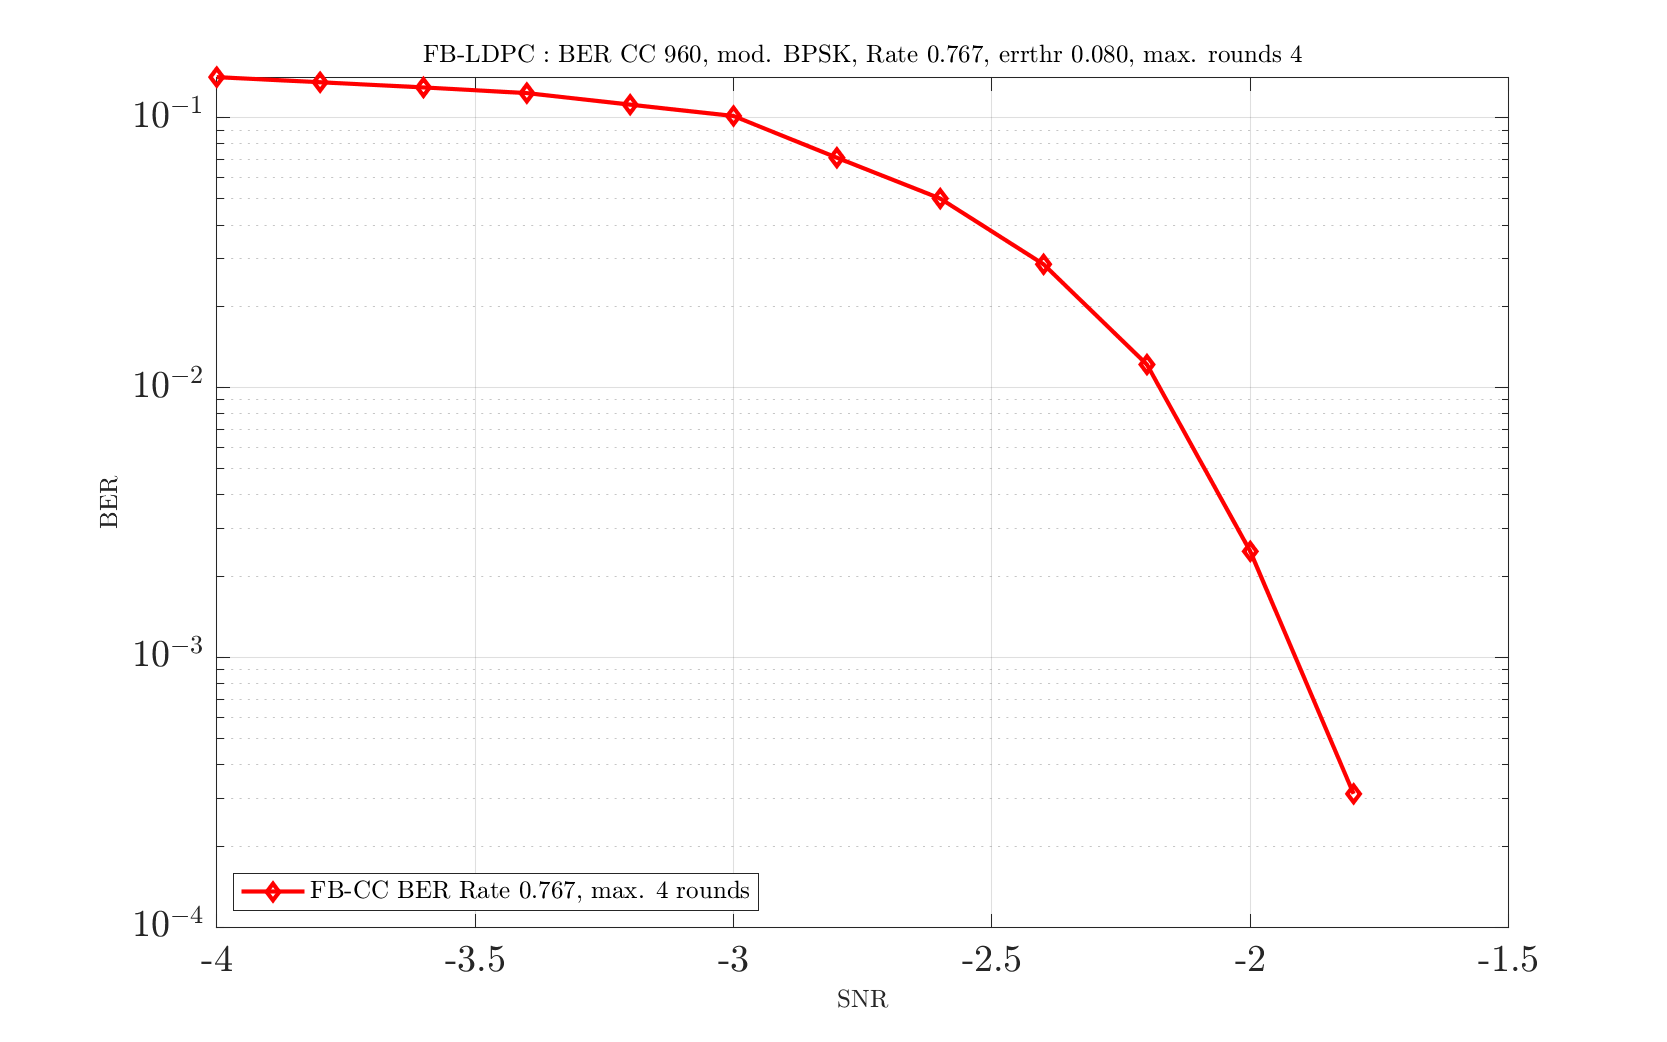 FB-LDPC : BER CC 960, mod. BPSK, Rate 0.767, errthr 0.080, max. rounds 4
10⁻¹
10⁻²
BER
10⁻³
FB-CC BER Rate 0.767, max. 4 rounds
10⁻⁴
-4 -3.5 -3 -2.5 -2 -1.5
SNR